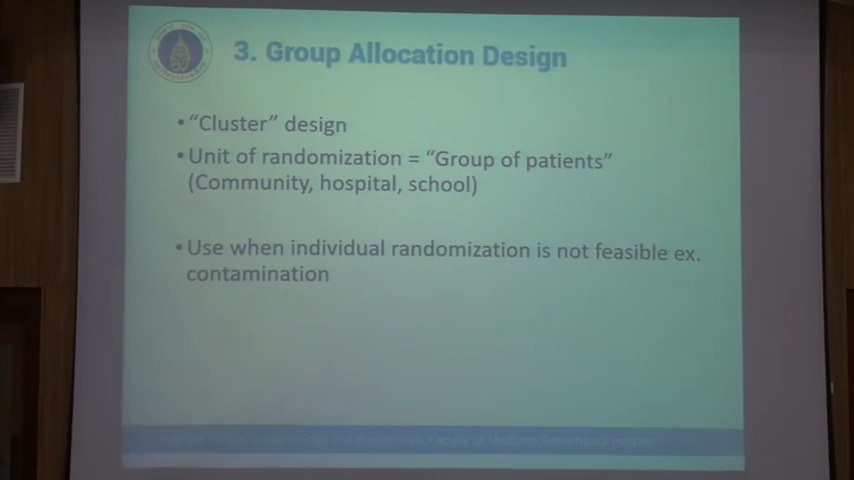 3. Group Allocation Design
• “Cluster” design
• Unit of randomization = “Group of patients”
(Community, hospital, school)
• Use when individual randomization is not feasible ex.
contamination